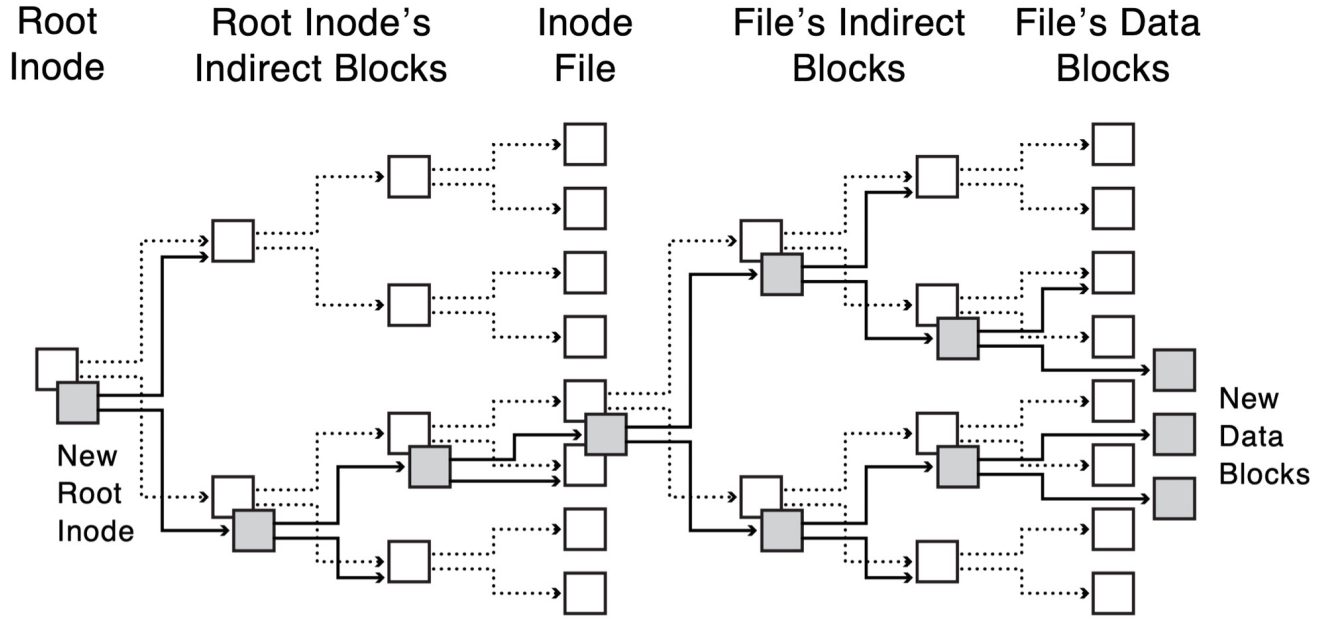 Root
Inode
Root Inode's
Indirect Blocks
Inode
File
File's Indirect
Blocks
File's Data
Blocks
New
Root
Inode
New
Data
Blocks